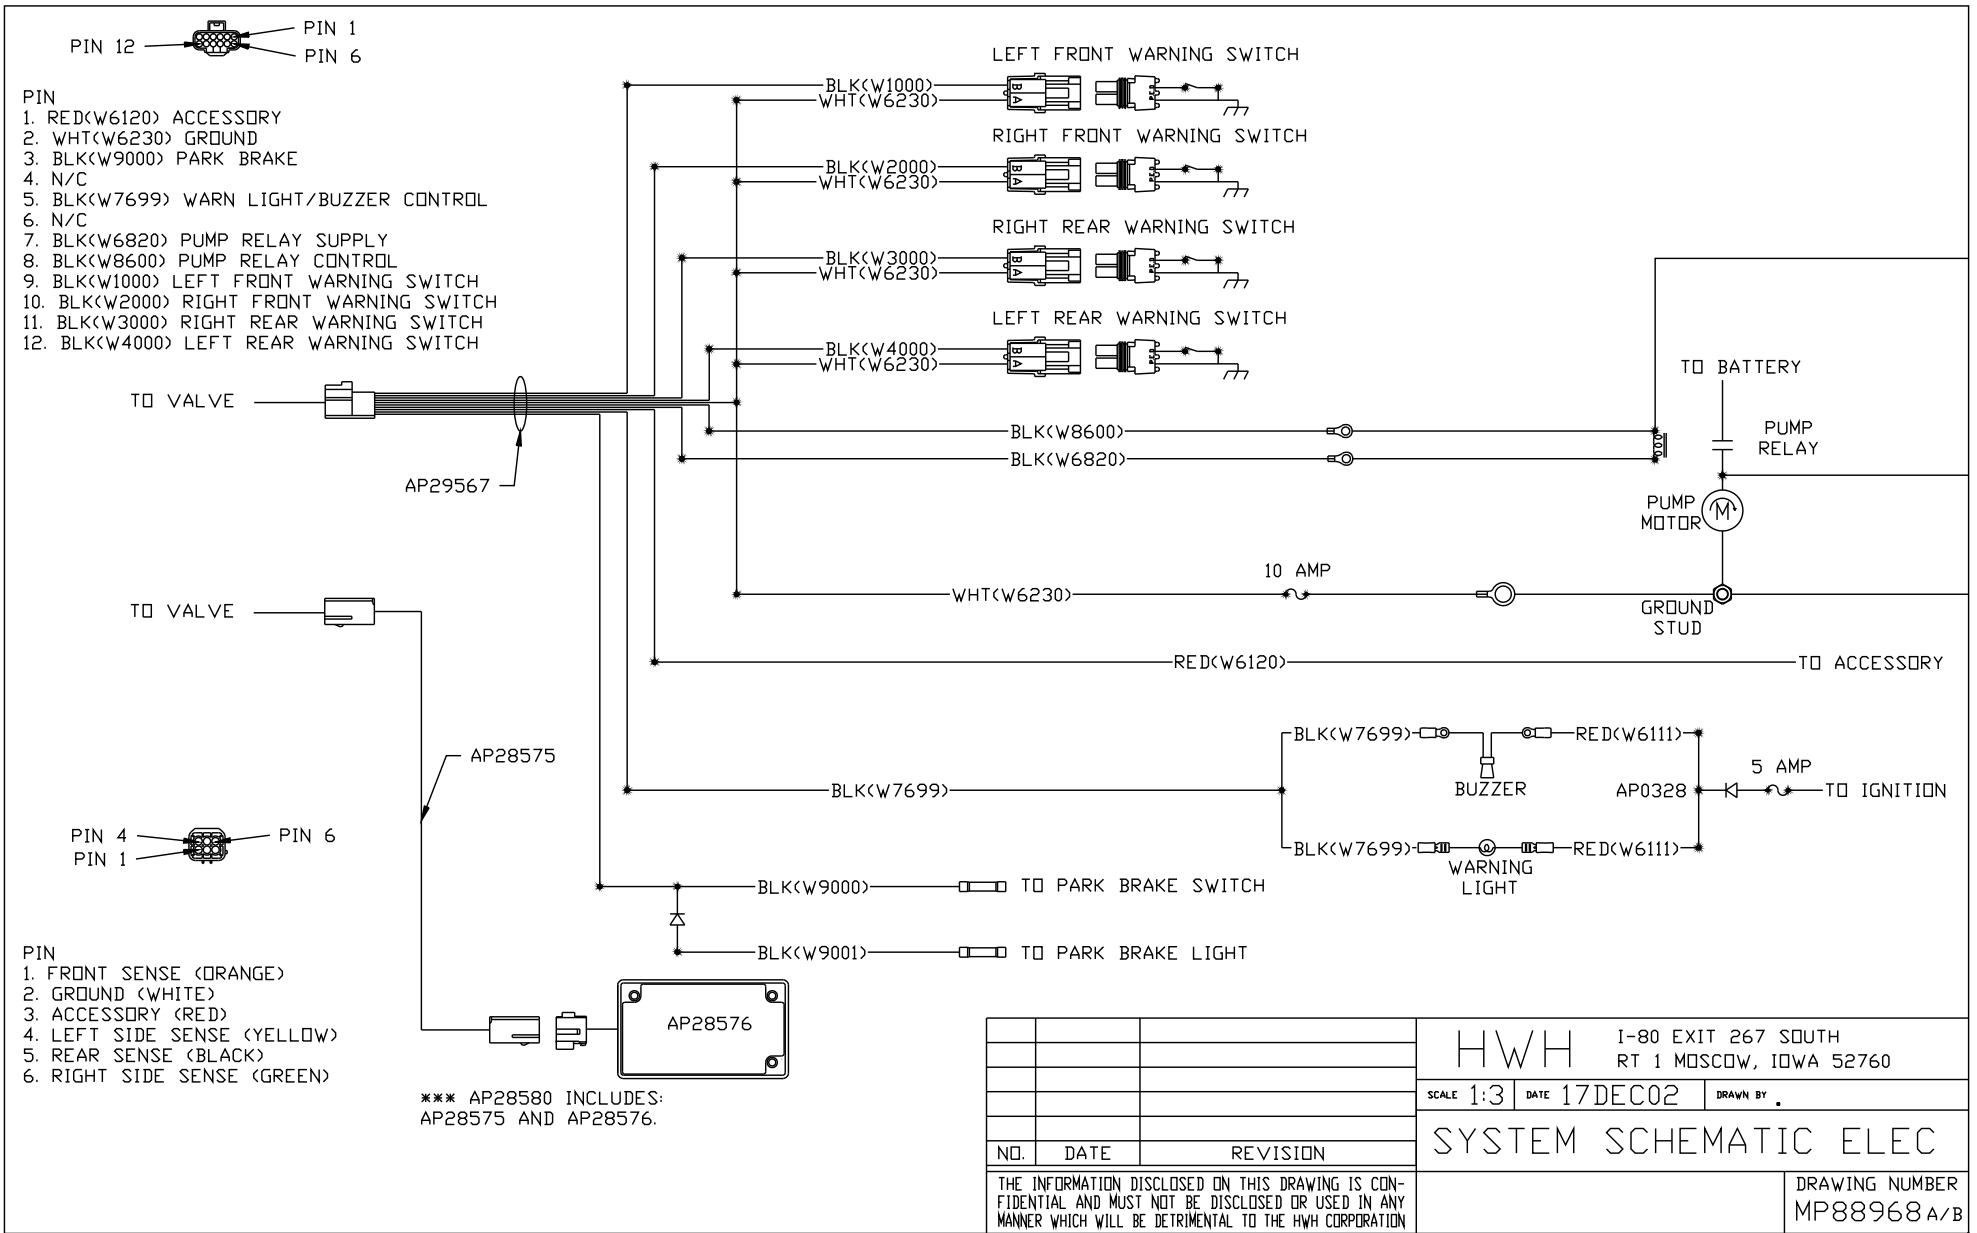 PIN 1
PIN 12
PIN 6
PIN
1. RED(W6120) ACCESSORY
2. WHT(W6230) GROUND
3. BLK(W9000) PARK BRAKE
4. N/C
5. BLK(W7699) WARN LIGHT/BUZZER CONTROL
6. N/C
7. BLK(W6820) PUMP RELAY SUPPLY
8. BLK(W8600) PUMP RELAY CONTROL
9. BLK(W1000) LEFT FRONT WARNING SWITCH
10. BLK(W2000) RIGHT FRONT WARNING SWITCH
11. BLK(W3000) RIGHT REAR WARNING SWITCH
12. BLK(W4000) LEFT REAR WARNING SWITCH
LEFT FRONT WARNING SWITCH
BLK(W1000)
WHT(W6230)
B
A
RIGHT FRONT WARNING SWITCH
BLK(W2000)
WHT(W6230)
B
A
RIGHT REAR WARNING SWITCH
BLK(W3000)
WHT(W6230)
B
A
LEFT REAR WARNING SWITCH
BLK(W4000)
WHT(W6230)
B
A
TO VALVE
AP29567
BLK(W8600)
BLK(W6820)
TO BATTERY
PUMP
RELAY
PUMP
MOTOR
M
10 AMP
WHT(W6230)
GROUND
STUD
RED(W6120)
TO ACCESSORY
TO VALVE
AP28575
BLK(W7699)
BLK(W7699)
RED(W6111)
BUZZER
AP0328
5 AMP
TO IGNITION
BLK(W7699)
RED(W6111)
WARNING
LIGHT
PIN 4
PIN 6
PIN 1
BLK(W9000)
TO PARK BRAKE SWITCH
BLK(W9001)
TO PARK BRAKE LIGHT
PIN
1. FRONT SENSE (ORANGE)
2. GROUND (WHITE)
3. ACCESSORY (RED)
4. LEFT SIDE SENSE (YELLOW)
5. REAR SENSE (BLACK)
6. RIGHT SIDE SENSE (GREEN)
AP28576
*** AP28580 INCLUDES:
AP28575 AND AP28576.
NO. DATE REVISION
THE INFORMATION DISCLOSED ON THIS DRAWING IS CON-
FIDENTIAL AND MUST NOT BE DISCLOSED OR USED IN ANY
MANNER WHICH WILL BE DETRIMENTAL TO THE HWH CORPORATION
HWH
I-80 EXIT 267 SOUTH
RT 1 MOSCOW, IOWA 52760
SCALE 1:3 DATE 17DEC02 DRAWN BY .
SYSTEM SCHEMATIC ELEC
DRAWING NUMBER
MP88968 A/B